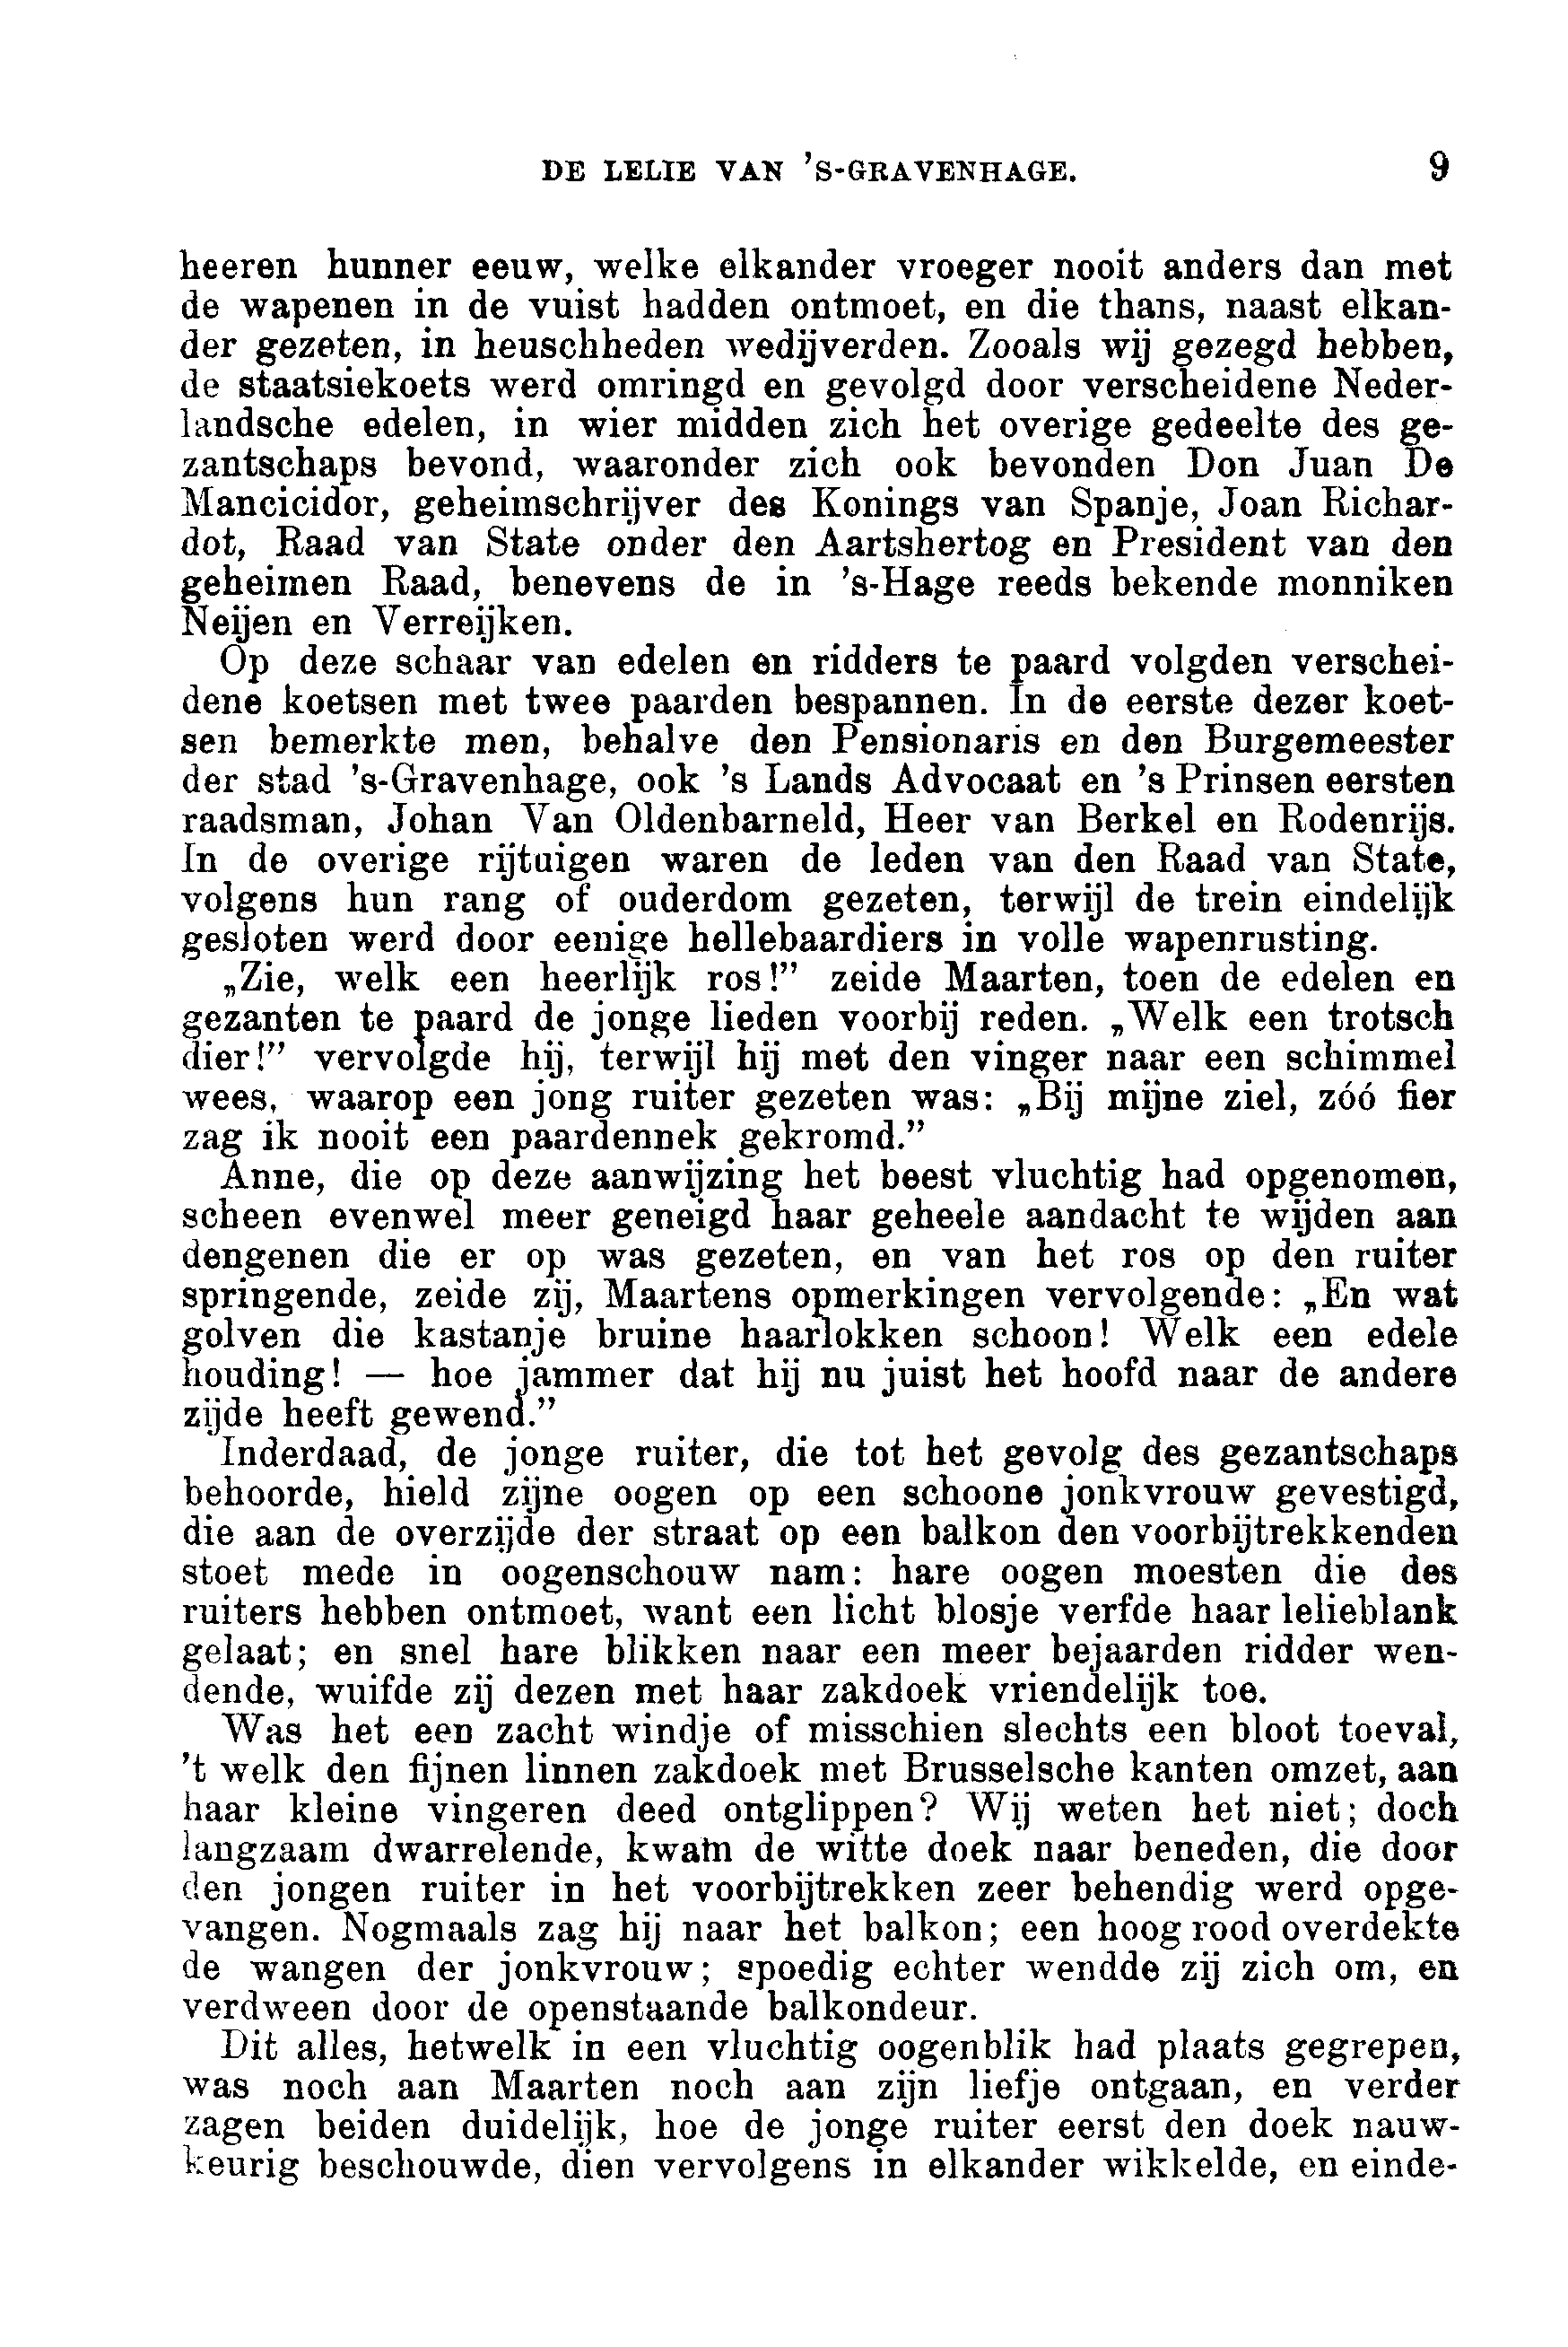 DE LELIE VAN 'S-GRAVENHAGE. 9
heeren hunner eeuw, welke elkander vroeger nooit anders dan met
de wapenen in de vuist hadden ontmoet, en die thans, naast elkan-
der gezeten, in heuschheden wedijverden. Zooals wij gezegd hebben,
de staatsiekoets werd omringd en gevolgd door verscheidene Neder-
landsche edelen, in wier midden zich het overige gedeelte des ge-
zantschaps bevond, waaronder zich ook bevonden Don Juan De
Mancicidor, geheimschrijver des Konings van Spanje, Joan Richar-
dot, Raad van State onder den Aartshertog en President van den
geheimen Raad, benevens de in 's-Hage reeds bekende monniken
Neijen en Verreijken.
Op deze schaar van edelen en ridders te paard volgden verschei-
dene koetsen met twee paarden bespannen. In de eerste dezer koet-
sen bemerkte men, behalve den Pensionaris en den Burgemeester
der stad 's-Gravenhage, ook 's Lands Advocaat en 's Prinsen eersten
raadsman, Johan Van Oldenbarneld, Heer van Berkel en Rodenrijs.
In de overige rijtuigen waren de leden van den Raad van State,
volgens hun rang of ouderdom gezeten, terwijl de trein eindelijk
gesloten werd door eenige hellebaardiers in volle wapenrusting.
„Zie, welk een heerlijk ros!” zeide Maarten, toen de edelen en
gezanten te paard de jonge lieden voorbij reden. „Welk een trotsch
dier!” vervolgde hij, terwijl hij met den vinger naar een schimmel
wees, waarop een jong ruiter gezeten was: „Bij mijne ziel, zóó fier
zag ik nooit een paardennek gekromd.”
Anne, die op deze aanwijzing het beest vluchtig had opgenomen,
scheen evenwel meer geneigd haar geheele aandacht te wijden aan
dengenen die er op was gezeten, en van het ros op den ruiter
springende, zeide zij, Maartens opmerkingen vervolgende: „En wat
golven die kastanje bruine haarlokken schoon! Welk een edele
houding! — hoe jammer dat hij nu juist het hoofd naar de andere
zijde heeft gewend.”
Inderdaad, de jonge ruiter, die tot het gevolg des gezantschaps
behoorde, hield zijne oogen op een schoone jonkvrouw gevestigd,
die aan de overzijde der straat op een balkon den voorbijtrekkenden
stoet mede in oogenschouw nam: hare oogen moesten die des
ruiters hebben ontmoet, want een licht blosje verfde haar lelieblank
gelaat; en snel hare blikken naar een meer bejaarden ridder wen-
dende, wuifde zij dezen met haar zakdoek vriendelijk toe.
Was het een zacht windje of misschien slechts een bloot toeval,
't welk den fijnen linnen zakdoek met Brusselsche kanten omzet, aan
haar kleine vingeren deed ontglippen? Wij weten het niet; doch
langzaam dwarrelende, kwam de witte doek naar beneden, die door
den jongen ruiter in het voorbijtrekken zeer behendig werd opge-
vangen. Nogmaals zag hij naar het balkon; een hoog rood overdekte
de wangen der jonkvrouw; spoedig echter wendde zij zich om, en
verdween door de openstaande balkondeur.
Dit alles, hetwelk in een vluchtig oogenblik had plaats gegrepen,
was noch aan Maarten noch aan zijn liefje ontgaan, en verder
zagen beiden duidelijk, hoe de jonge ruiter eerst den doek nauw-
keurig beschouwde, dien vervolgens in elkander wikkelde, en einde-